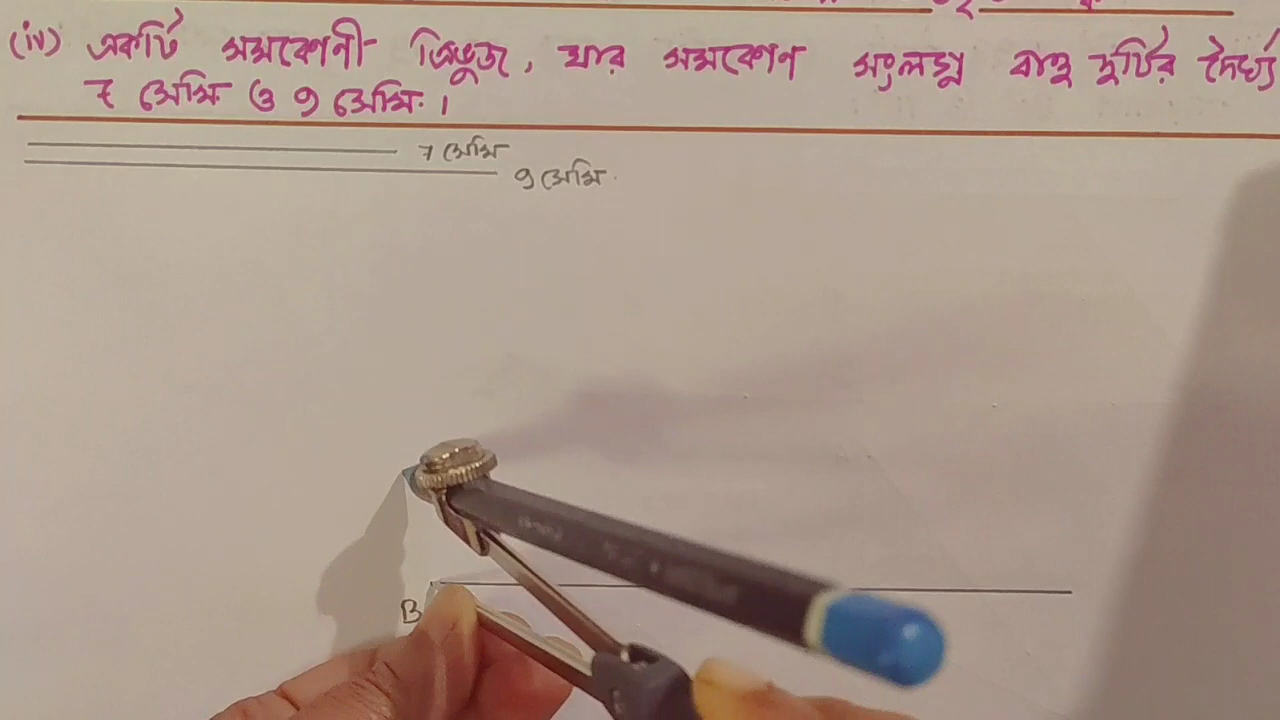 (iv) একটি সমকোণী ত্রিভুজ, যার সমকোণ সংলগ্ন বাহু দুটির দৈর্ঘ্য
৭ সেমি ও ৯ সেমি.।
৭ সেমি
৯ সেমি.
B